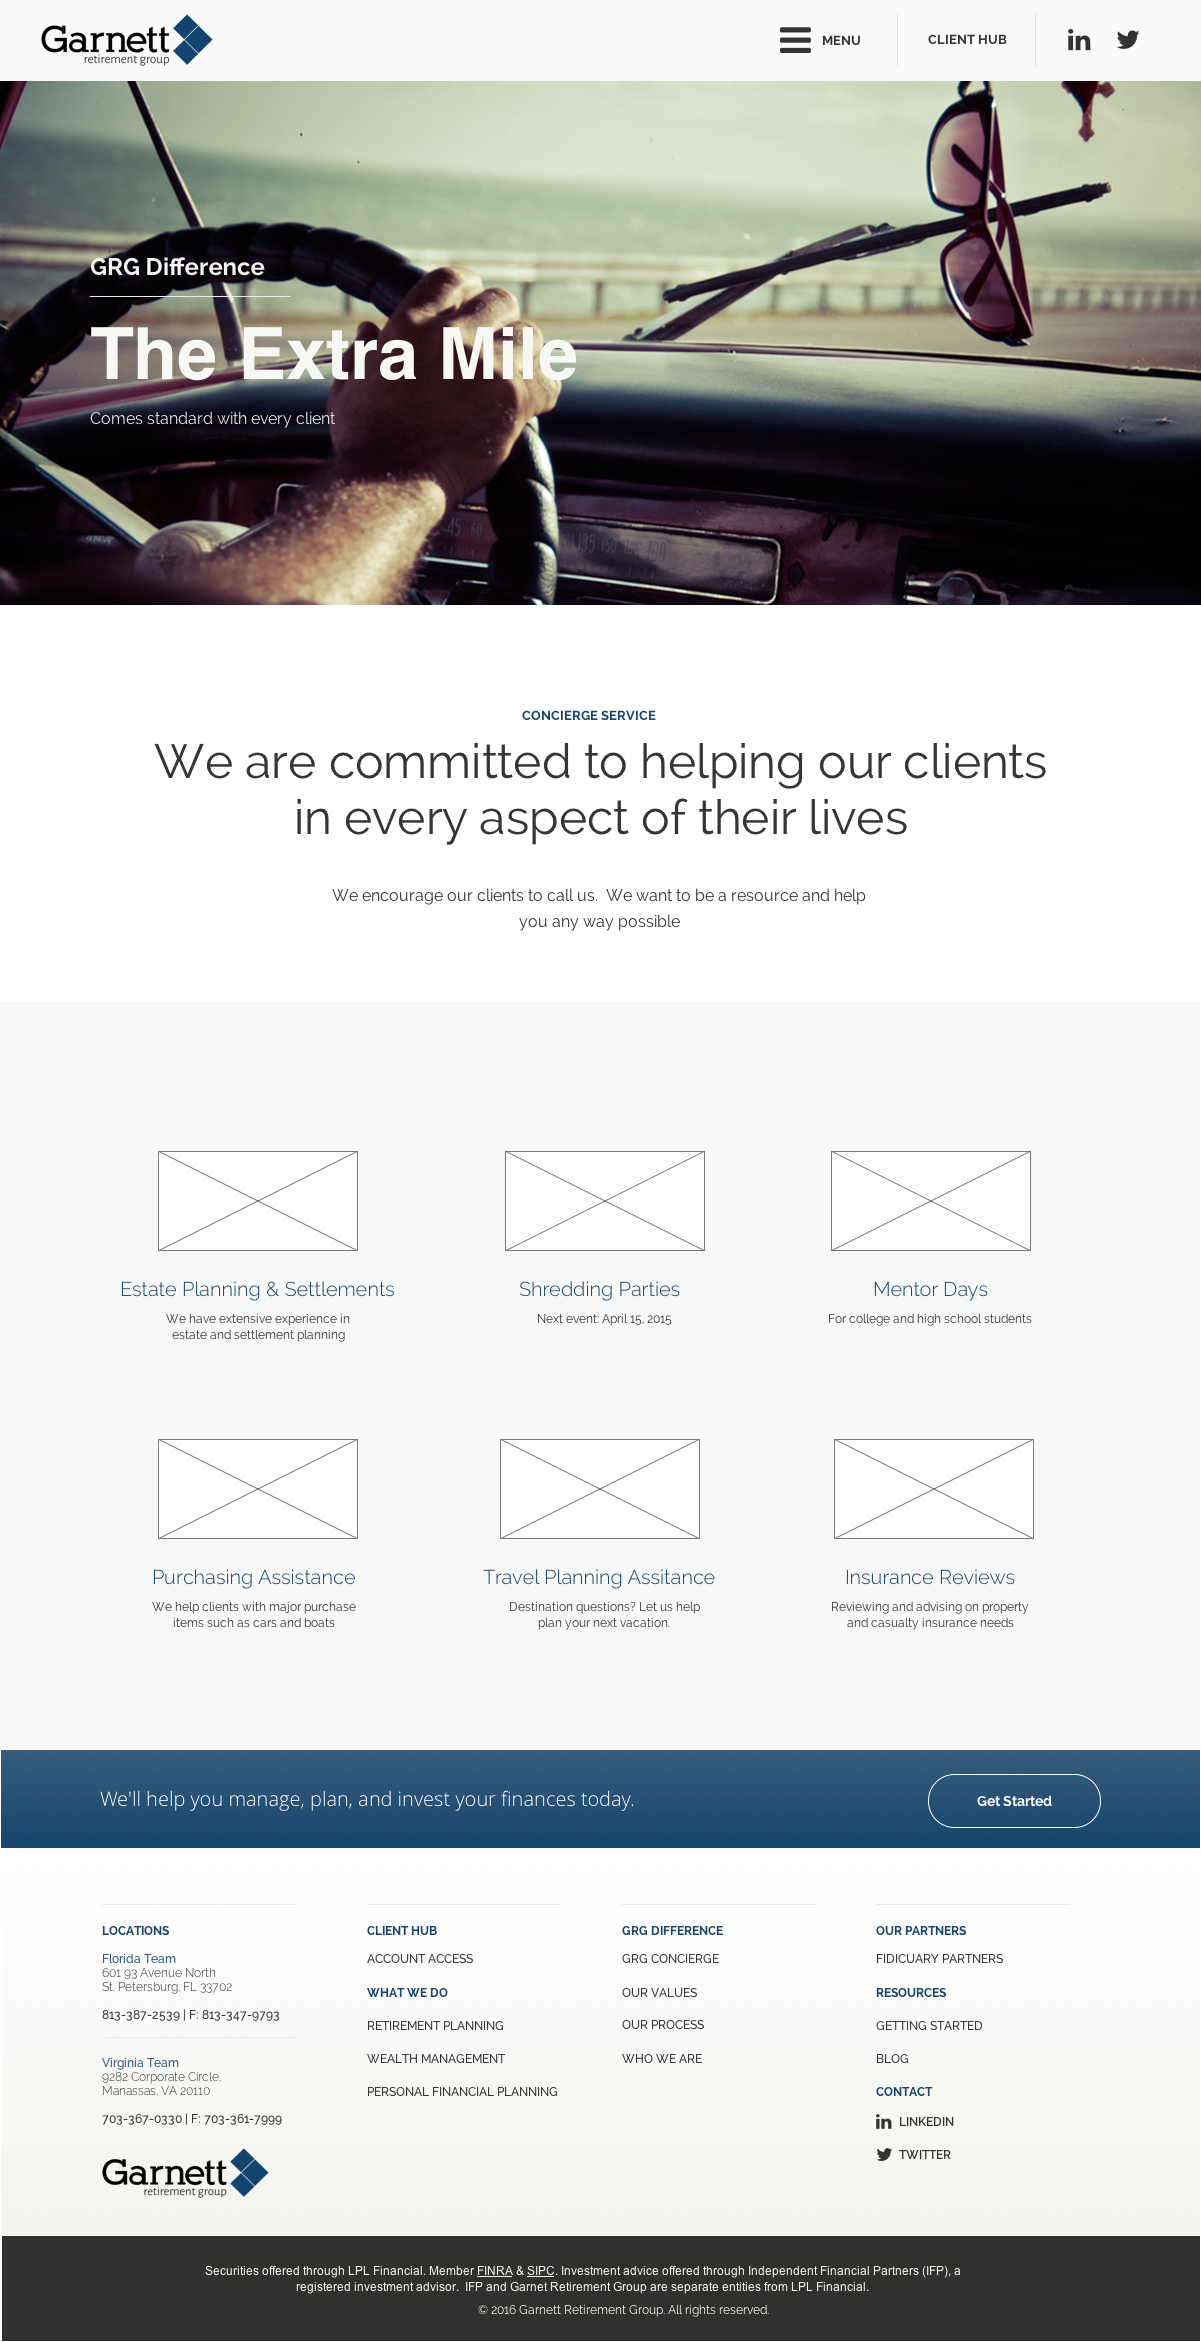 Garnett
retirement group
MENU
CLIENT HUB
GRG Difference
The Extra Mile
Comes standard with every client
45 60
135 150 165 180
CONCIERGE SERVICE
We are committed to helping our clients
in every aspect of their lives
We encourage our clients to call us. We want to be a resource and help
you any way possible
Estate Planning & Settlements
We have extensive experience in
estate and settlement planning
Shredding Parties
Next event: April 15, 2015
Mentor Days
For college and high school students
Purchasing Assistance
We help clients with major purchase
items such as cars and boats
Travel Planning Assitance
Destination questions? Let us help
plan your next vacation.
Insurance Reviews
Reviewing and advising on property
and casualty insurance needs
We'll help you manage, plan, and invest your finances today.
Get Started
LOCATIONS
Florida Team
601 93 Avenue North
St. Petersburg, FL 33702
813-387-2539 | F: 813-347-9793
Virginia Team
9282 Corporate Circle,
Manassas, VA 20110
703-367-0330 | F: 703-361-7999
Garnett
retirement group
CLIENT HUB
ACCOUNT ACCESS
WHAT WE DO
RETIREMENT PLANNING
WEALTH MANAGEMENT
PERSONAL FINANCIAL PLANNING
GRG DIFFERENCE
GRG CONCIERGE
OUR VALUES
OUR PROCESS
WHO WE ARE
OUR PARTNERS
FIDICUARY PARTNERS
RESOURCES
GETTING STARTED
BLOG
CONTACT
in LINKEDIN
TWITTER
Securities offered through LPL Financial. Member FINRA & SIPC. Investment advice offered through Independent Financial Partners (IFP), a
registered investment advisor. IFP and Garnet Retirement Group are separate entities from LPL Financial.
© 2016 Garnett Retirement Group. All rights reserved.